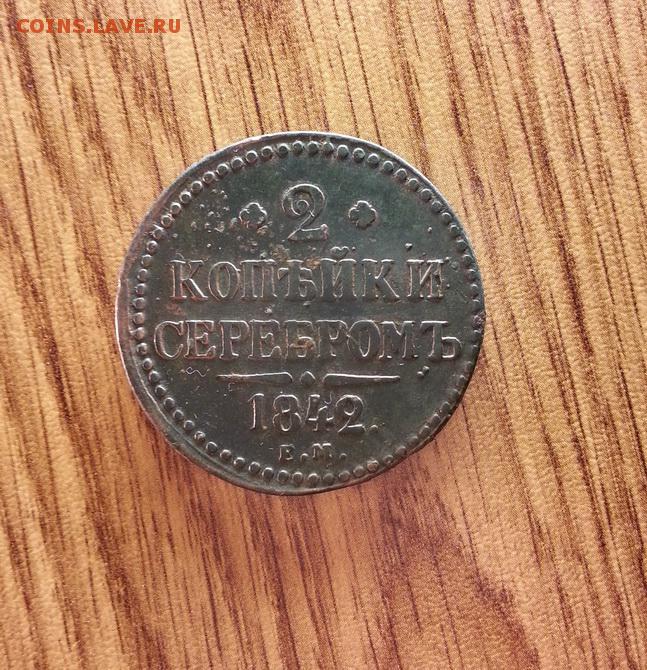 COINS.LAVE.RU
2
КОПѢЙКИ
СЕРЕБРОМЪ
1842.
Е.М.